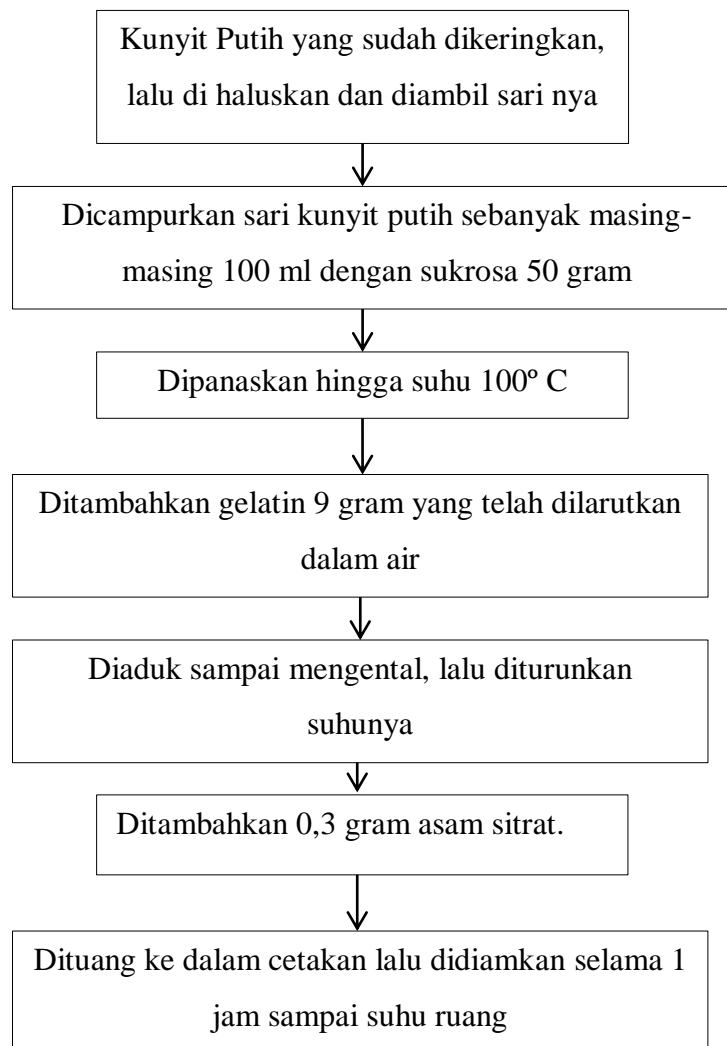 Kunyit Putih yang sudah dikeringkan,
lalu di haluskan dan diambil sari nya
Dicampurkan sari kunyit putih sebanyak masing-
masing 100 ml dengan sukrosa 50 gram
Dipanaskan hingga suhu 100º C
Ditambahkan gelatin 9 gram yang telah dilarutkan
dalam air
Diaduk sampai mengental, lalu diturunkan
suhunya
Ditambahkan 0,3 gram asam sitrat.
Dituang ke dalam cetakan lalu didiamkan selama 1
jam sampai suhu ruang